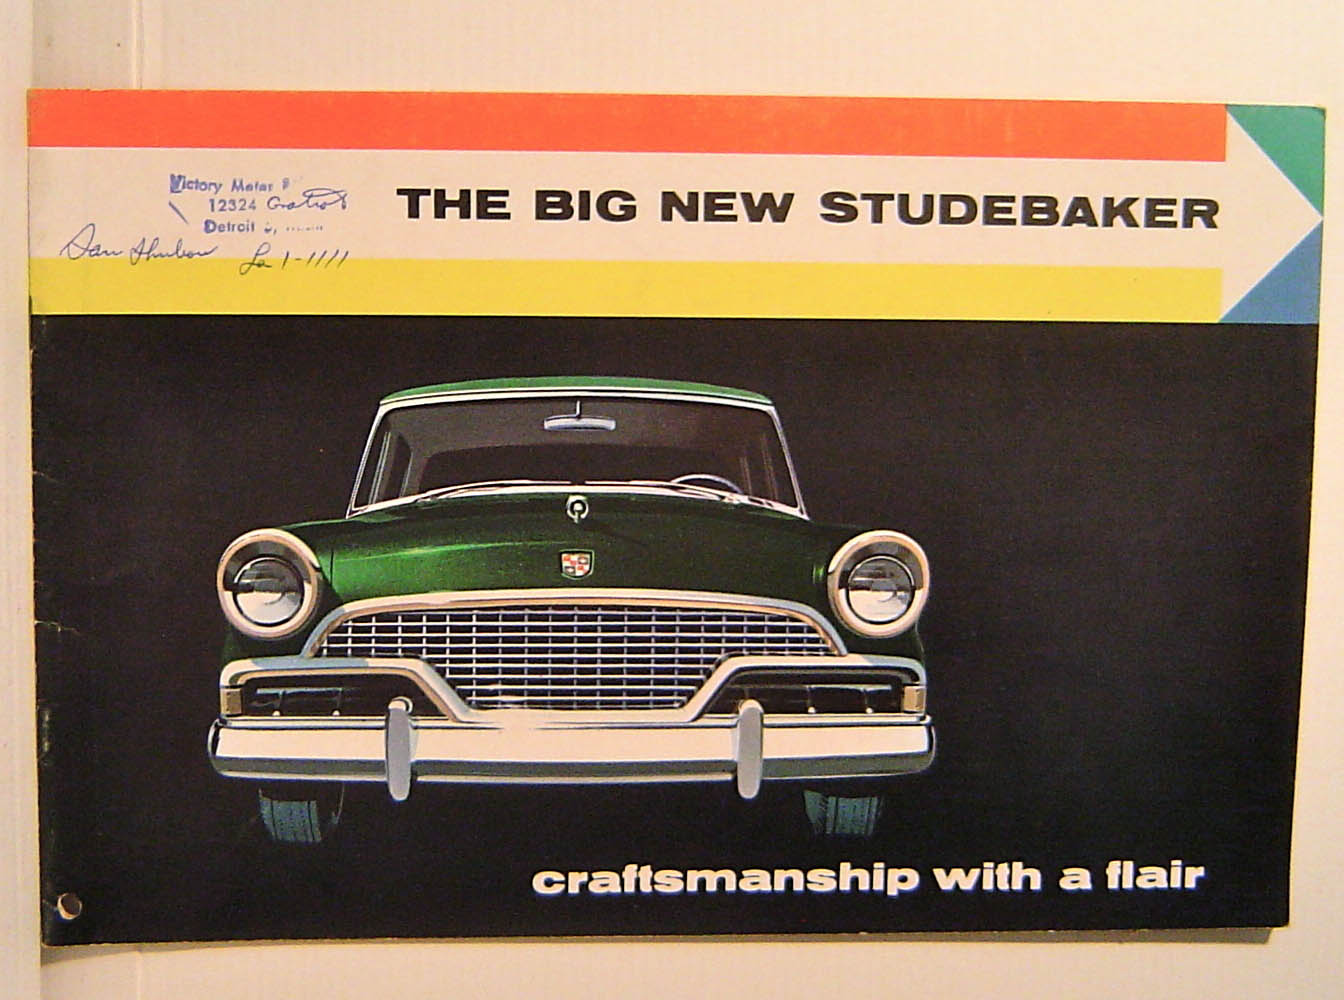 Victory Motor
12324 Gratiot
Detroit
La 1-1111
THE BIG NEW STUDEBAKER
craftsmanship with a flair